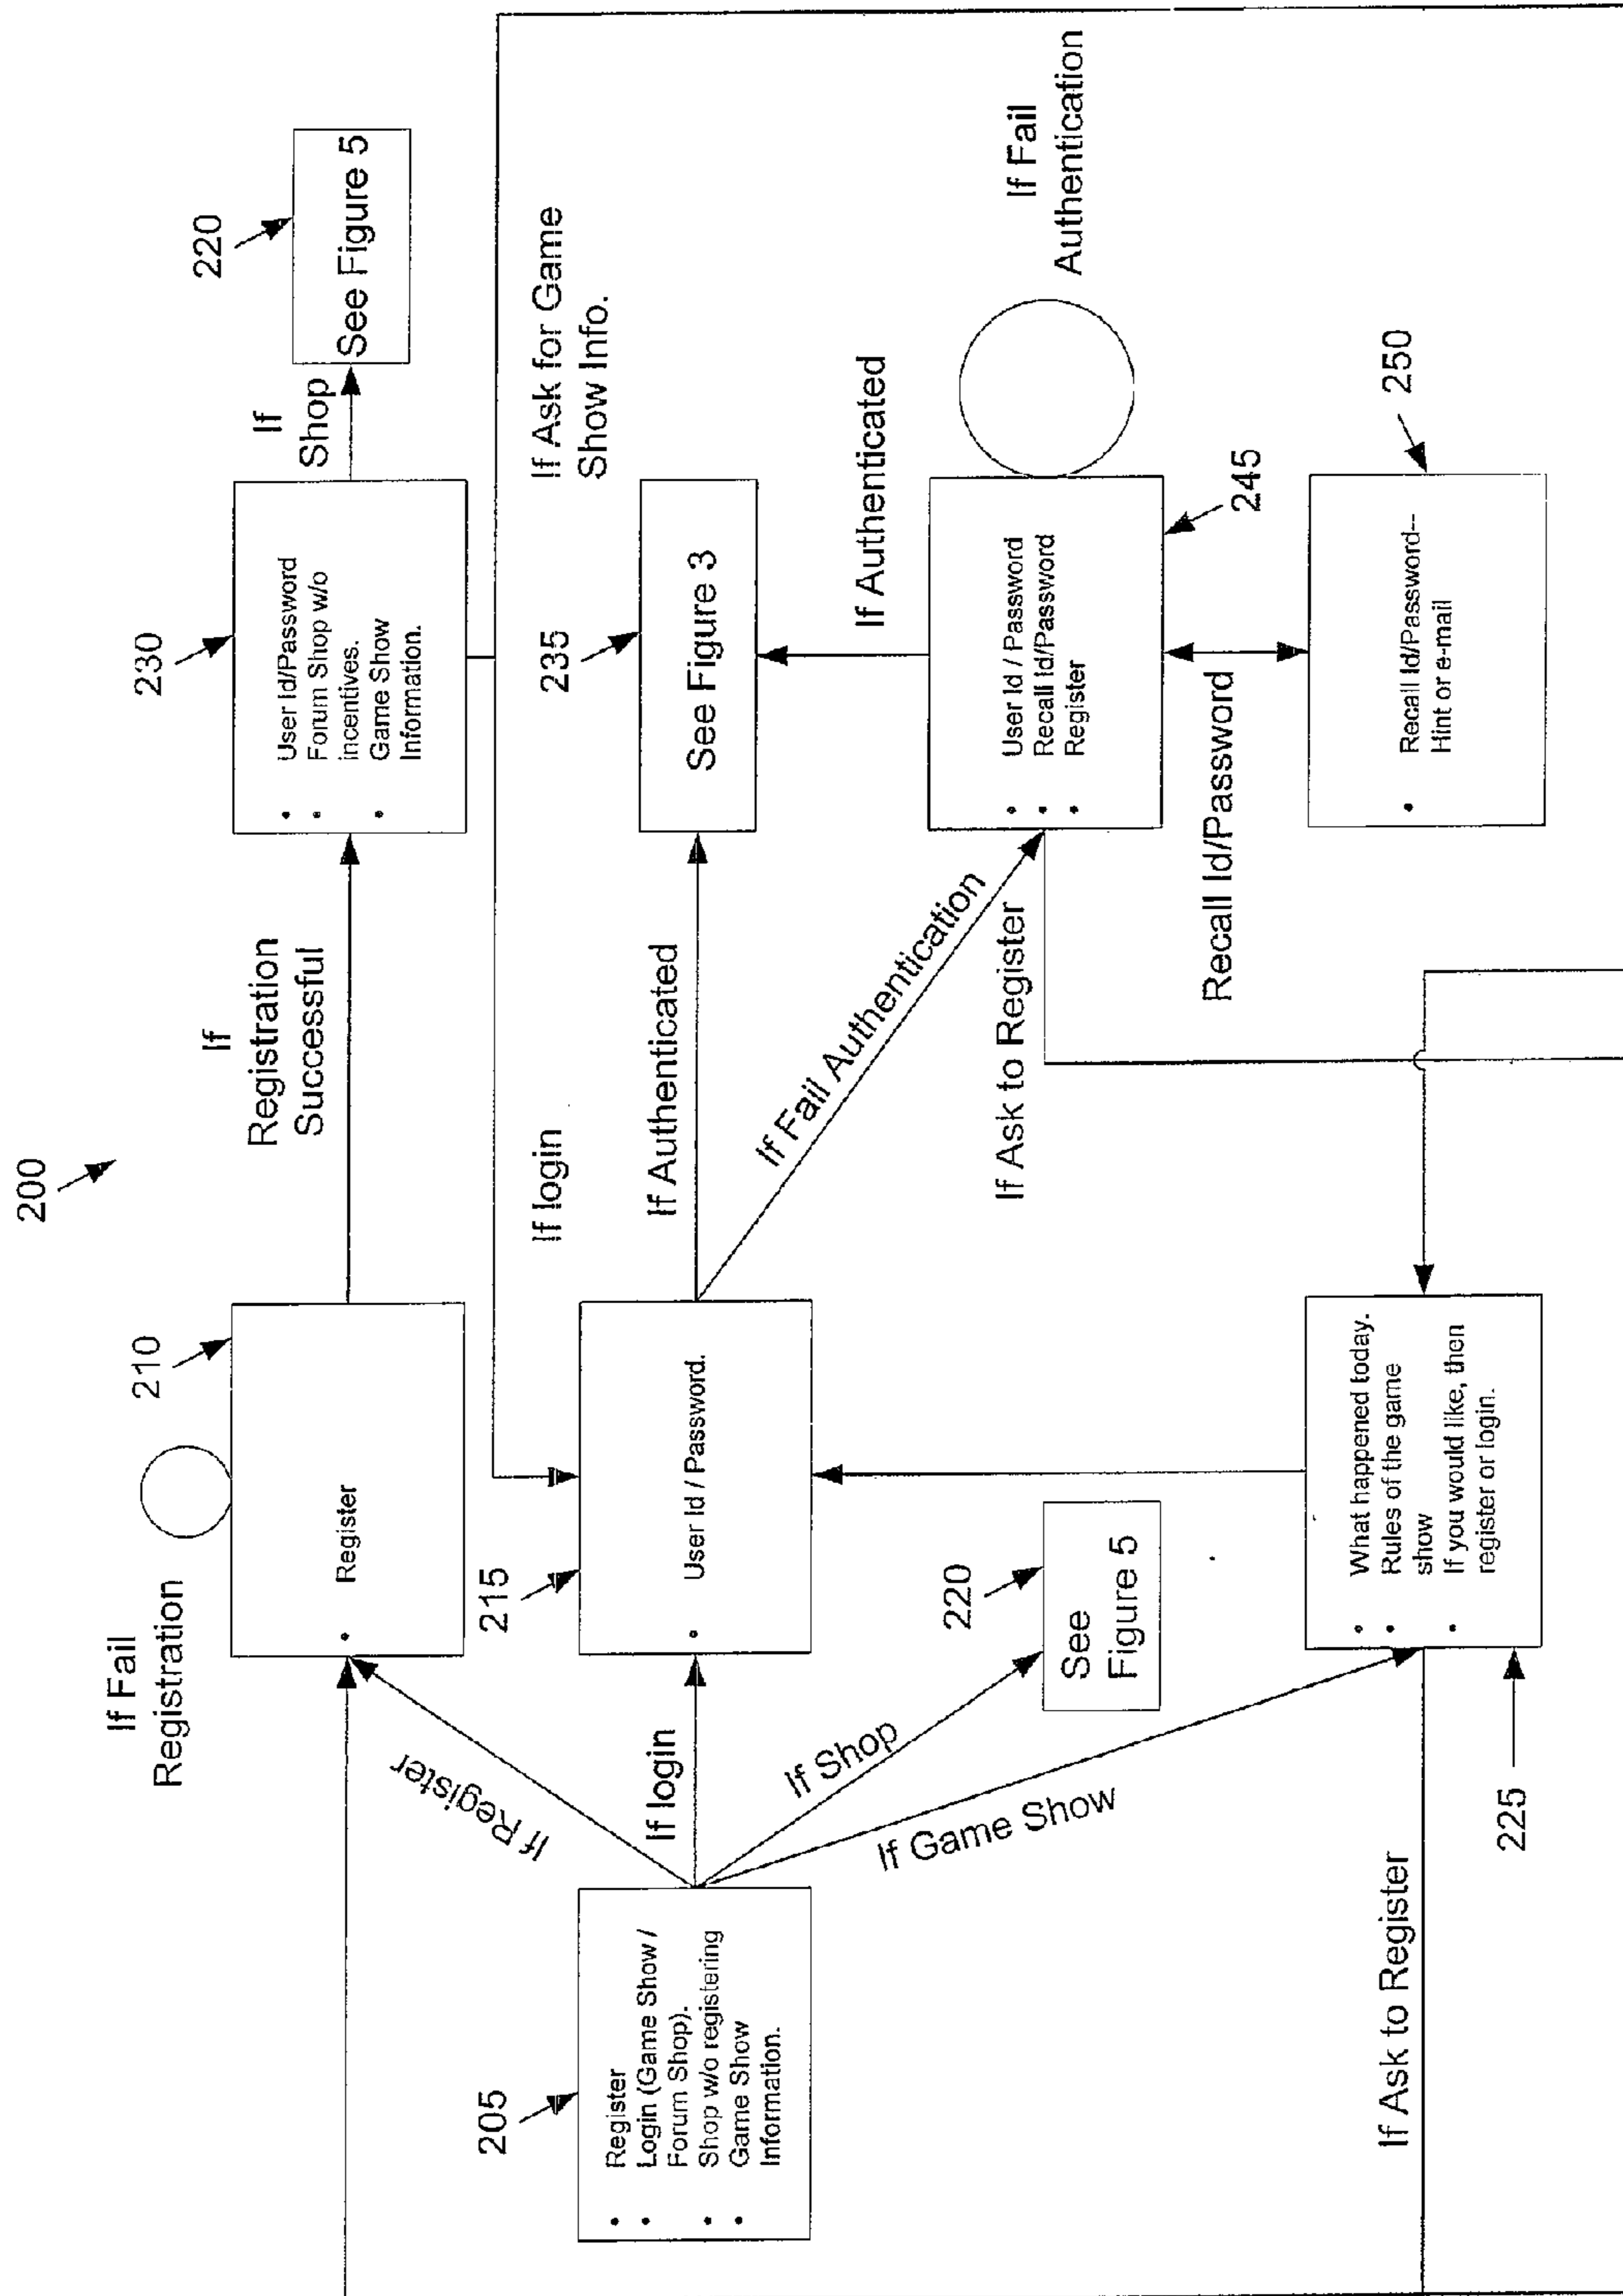 200
If Fail
Registration
210
• Register
If
Registration
Successful
230
• User Id/Password
• Forum Shop w/o
incentives.
• Game Show
Information.
If
Shop
220
See Figure 5
If Register
205
• Register
• Login (Game Show /
Forum Shop).
• Shop w/o registering
• Game Show
Information.
If login
215
• User Id / Password.
If login
If Authenticated
235
See Figure 3
If Ask for Game
Show Info.
If Shop
220
See
Figure 5
If Game Show
If Fail Authentication
If Authenticated
• User Id / Password
• Recall Id/Password
• Register
245
If Fail
Authentication
If Ask to Register
Recall Id/Password
250
• Recall Id/Password--
Hint or e-mail
If Ask to Register
225
• What happened today.
• Rules of the game
show
• If you would like, then
register or login.